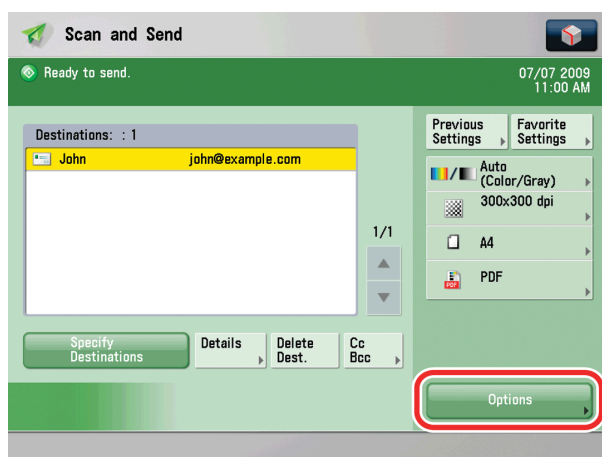 Scan and Send
Ready to send.
07/07 2009
11:00 AM
Destinations: : 1
John john@example.com
1/1
Previous
Settings
Favorite
Settings
Auto
(Color/Gray)
300x300 dpi
A4
PDF
PDF
Specify
Destinations
Details
Delete
Dest.
Cc
Bcc
Options